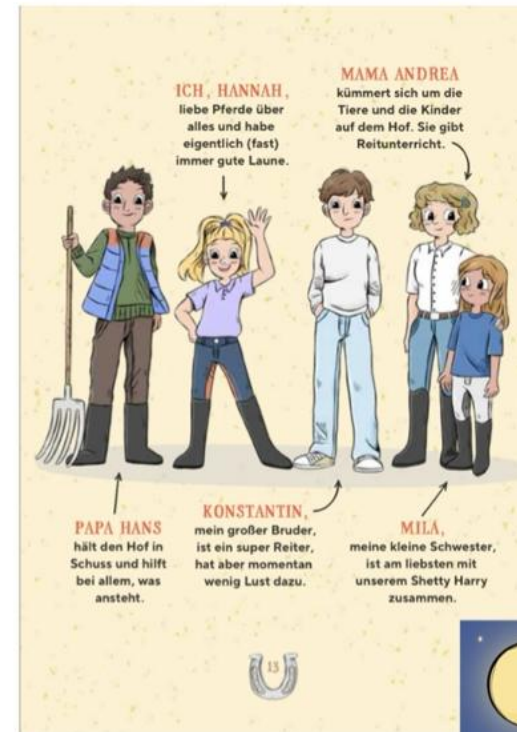 ICH, HANNAH,
liebe Pferde über
alles und habe
eigentlich (fast)
immer gute Laune.
MAMA ANDREA
kümmert sich um die
Tiere und die Kinder
auf dem Hof. Sie gibt
Reitunterricht.
PAPA HANS
hält den Hof in
Schuss und hilft
bei allem, was
ansteht.
KONSTANTIN,
mein großer Bruder,
ist ein super Reiter,
hat aber momentan
wenig Lust dazu.
MILA,
meine kleine Schwester,
ist am liebsten mit
unserem Shetty Harry
zusammen.
13